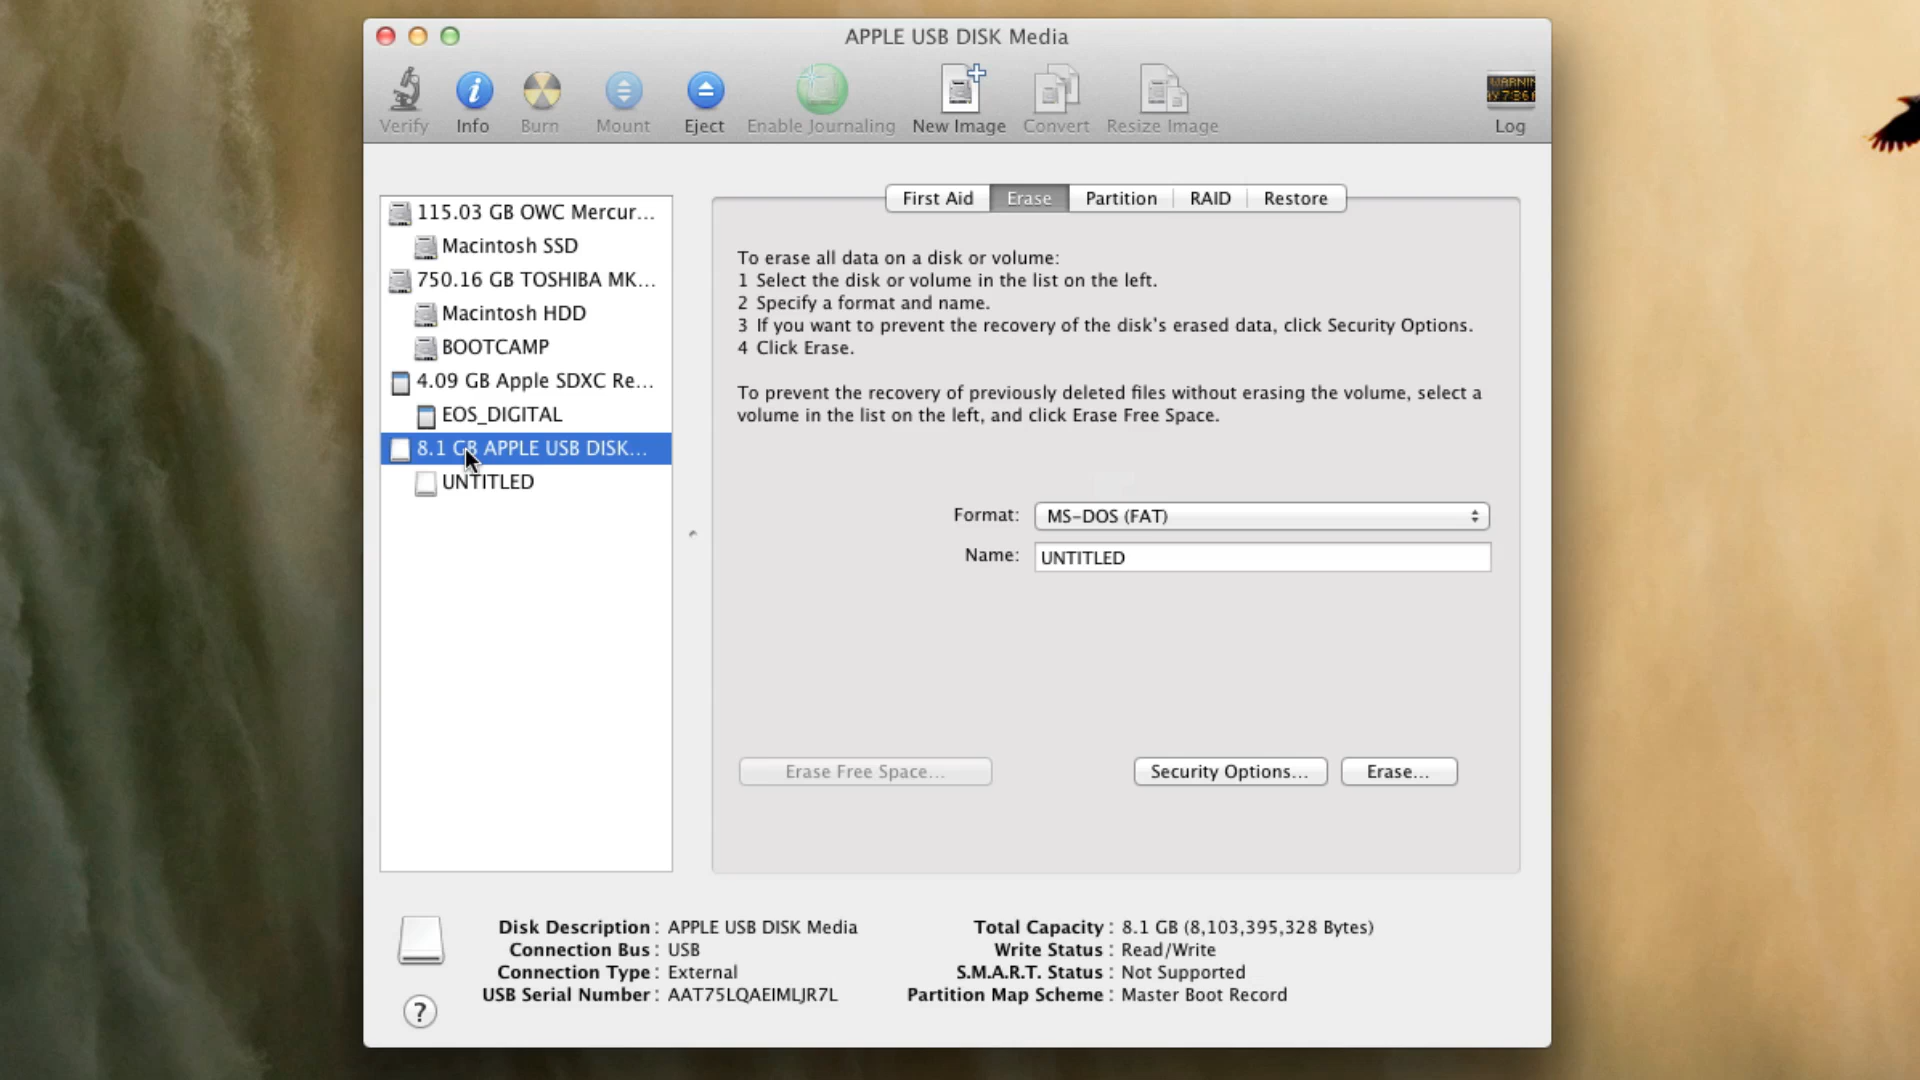 APPLE USB DISK Media
Verify
Info
Burn
Mount
Eject
Enable Journaling
New Image
Convert
Resize Image
WARNIN
AY 7:36
Log
115.03 GB OWC Mercur...
Macintosh SSD
750.16 GB TOSHIBA MK...
Macintosh HDD
BOOTCAMP
4.09 GB Apple SDXC Re...
EOS_DIGITAL
8.1 GB APPLE USB DISK...
UNTITLED
First Aid
Erase
Partition
RAID
Restore
To erase all data on a disk or volume:
1 Select the disk or volume in the list on the left.
2 Specify a format and name.
3 If you want to prevent the recovery of the disk's erased data, click Security Options.
4 Click Erase.
To prevent the recovery of previously deleted files without erasing the volume, select a
volume in the list on the left, and click Erase Free Space.
Format: MS-DOS (FAT)
Name: UNTITLED
Erase Free Space...
Security Options...
Erase...
Disk Description : APPLE USB DISK Media
Connection Bus : USB
Connection Type : External
USB Serial Number : AAT75LQAEIMLJR7L
Total Capacity : 8.1 GB (8,103,395,328 Bytes)
Write Status : Read/Write
S.M.A.R.T. Status : Not Supported
Partition Map Scheme : Master Boot Record
?